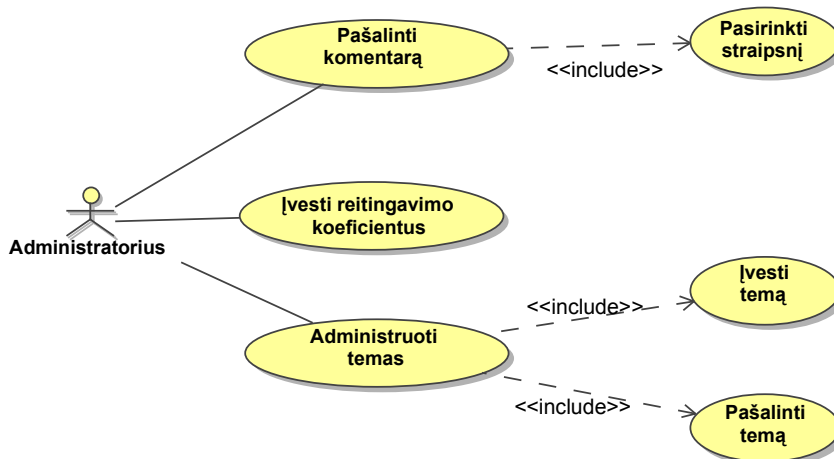 Pašalinti
komentarą
<<include>>
Pasirinkti
straipsnį
Administratorius
Įvesti reitingavimo
koeficientus
Administruoti
temas
<<include>>
Įvesti
temą
<<include>>
Pašalinti
temą